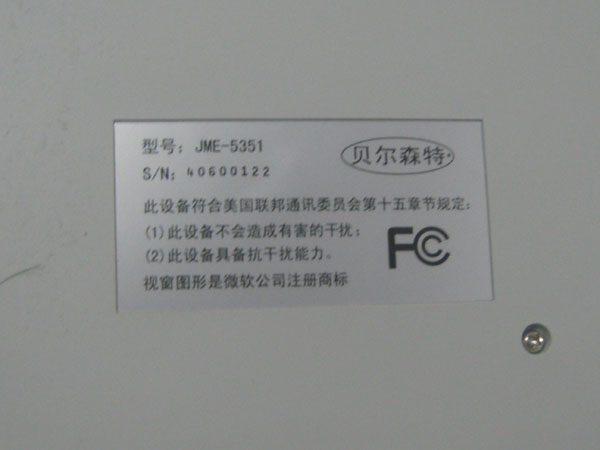 型号：JME-5351
贝尔森特
S/N：40600122
此设备符合美国联邦通讯委员会第十五章节规定：
(1)此设备不会造成有害的干扰；
(2)此设备具备抗干扰能力。
FC
视窗图形是微软公司注册商标